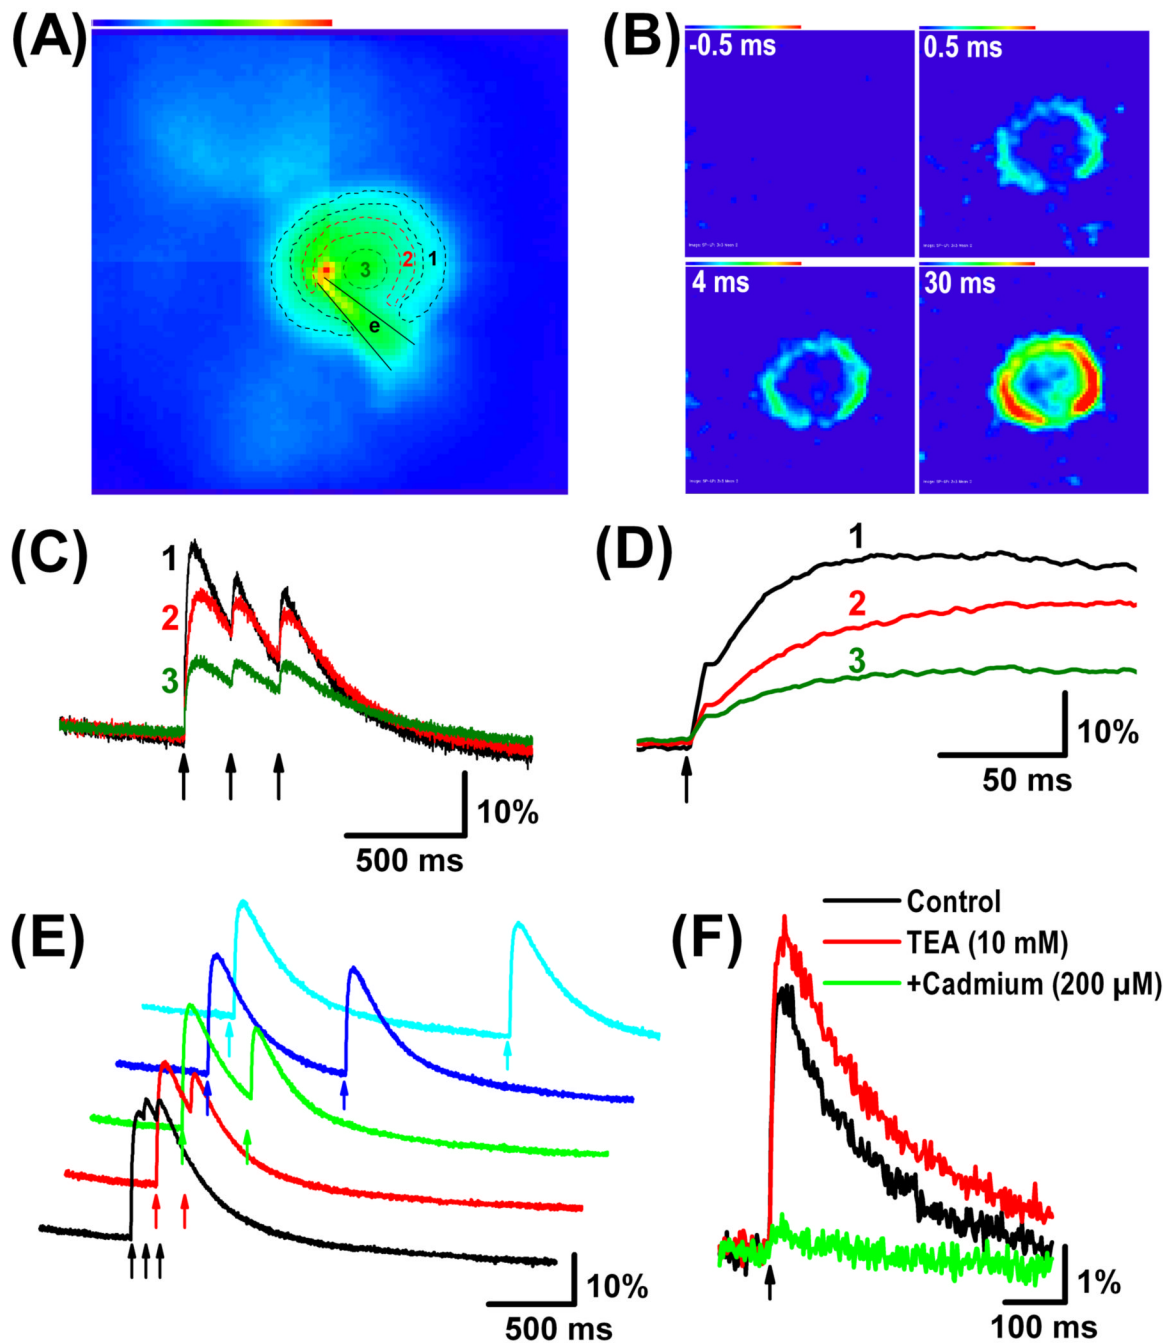 (A)
1
2
3
e
(B)
-0.5 ms
0.5 ms
4 ms
30 ms
(C)
1
2
3
10%
500 ms
(D)
1
2
3
10%
50 ms
(E)
10%
500 ms
(F)
Control
TEA (10 mM)
+Cadmium (200 µM)
1%
100 ms